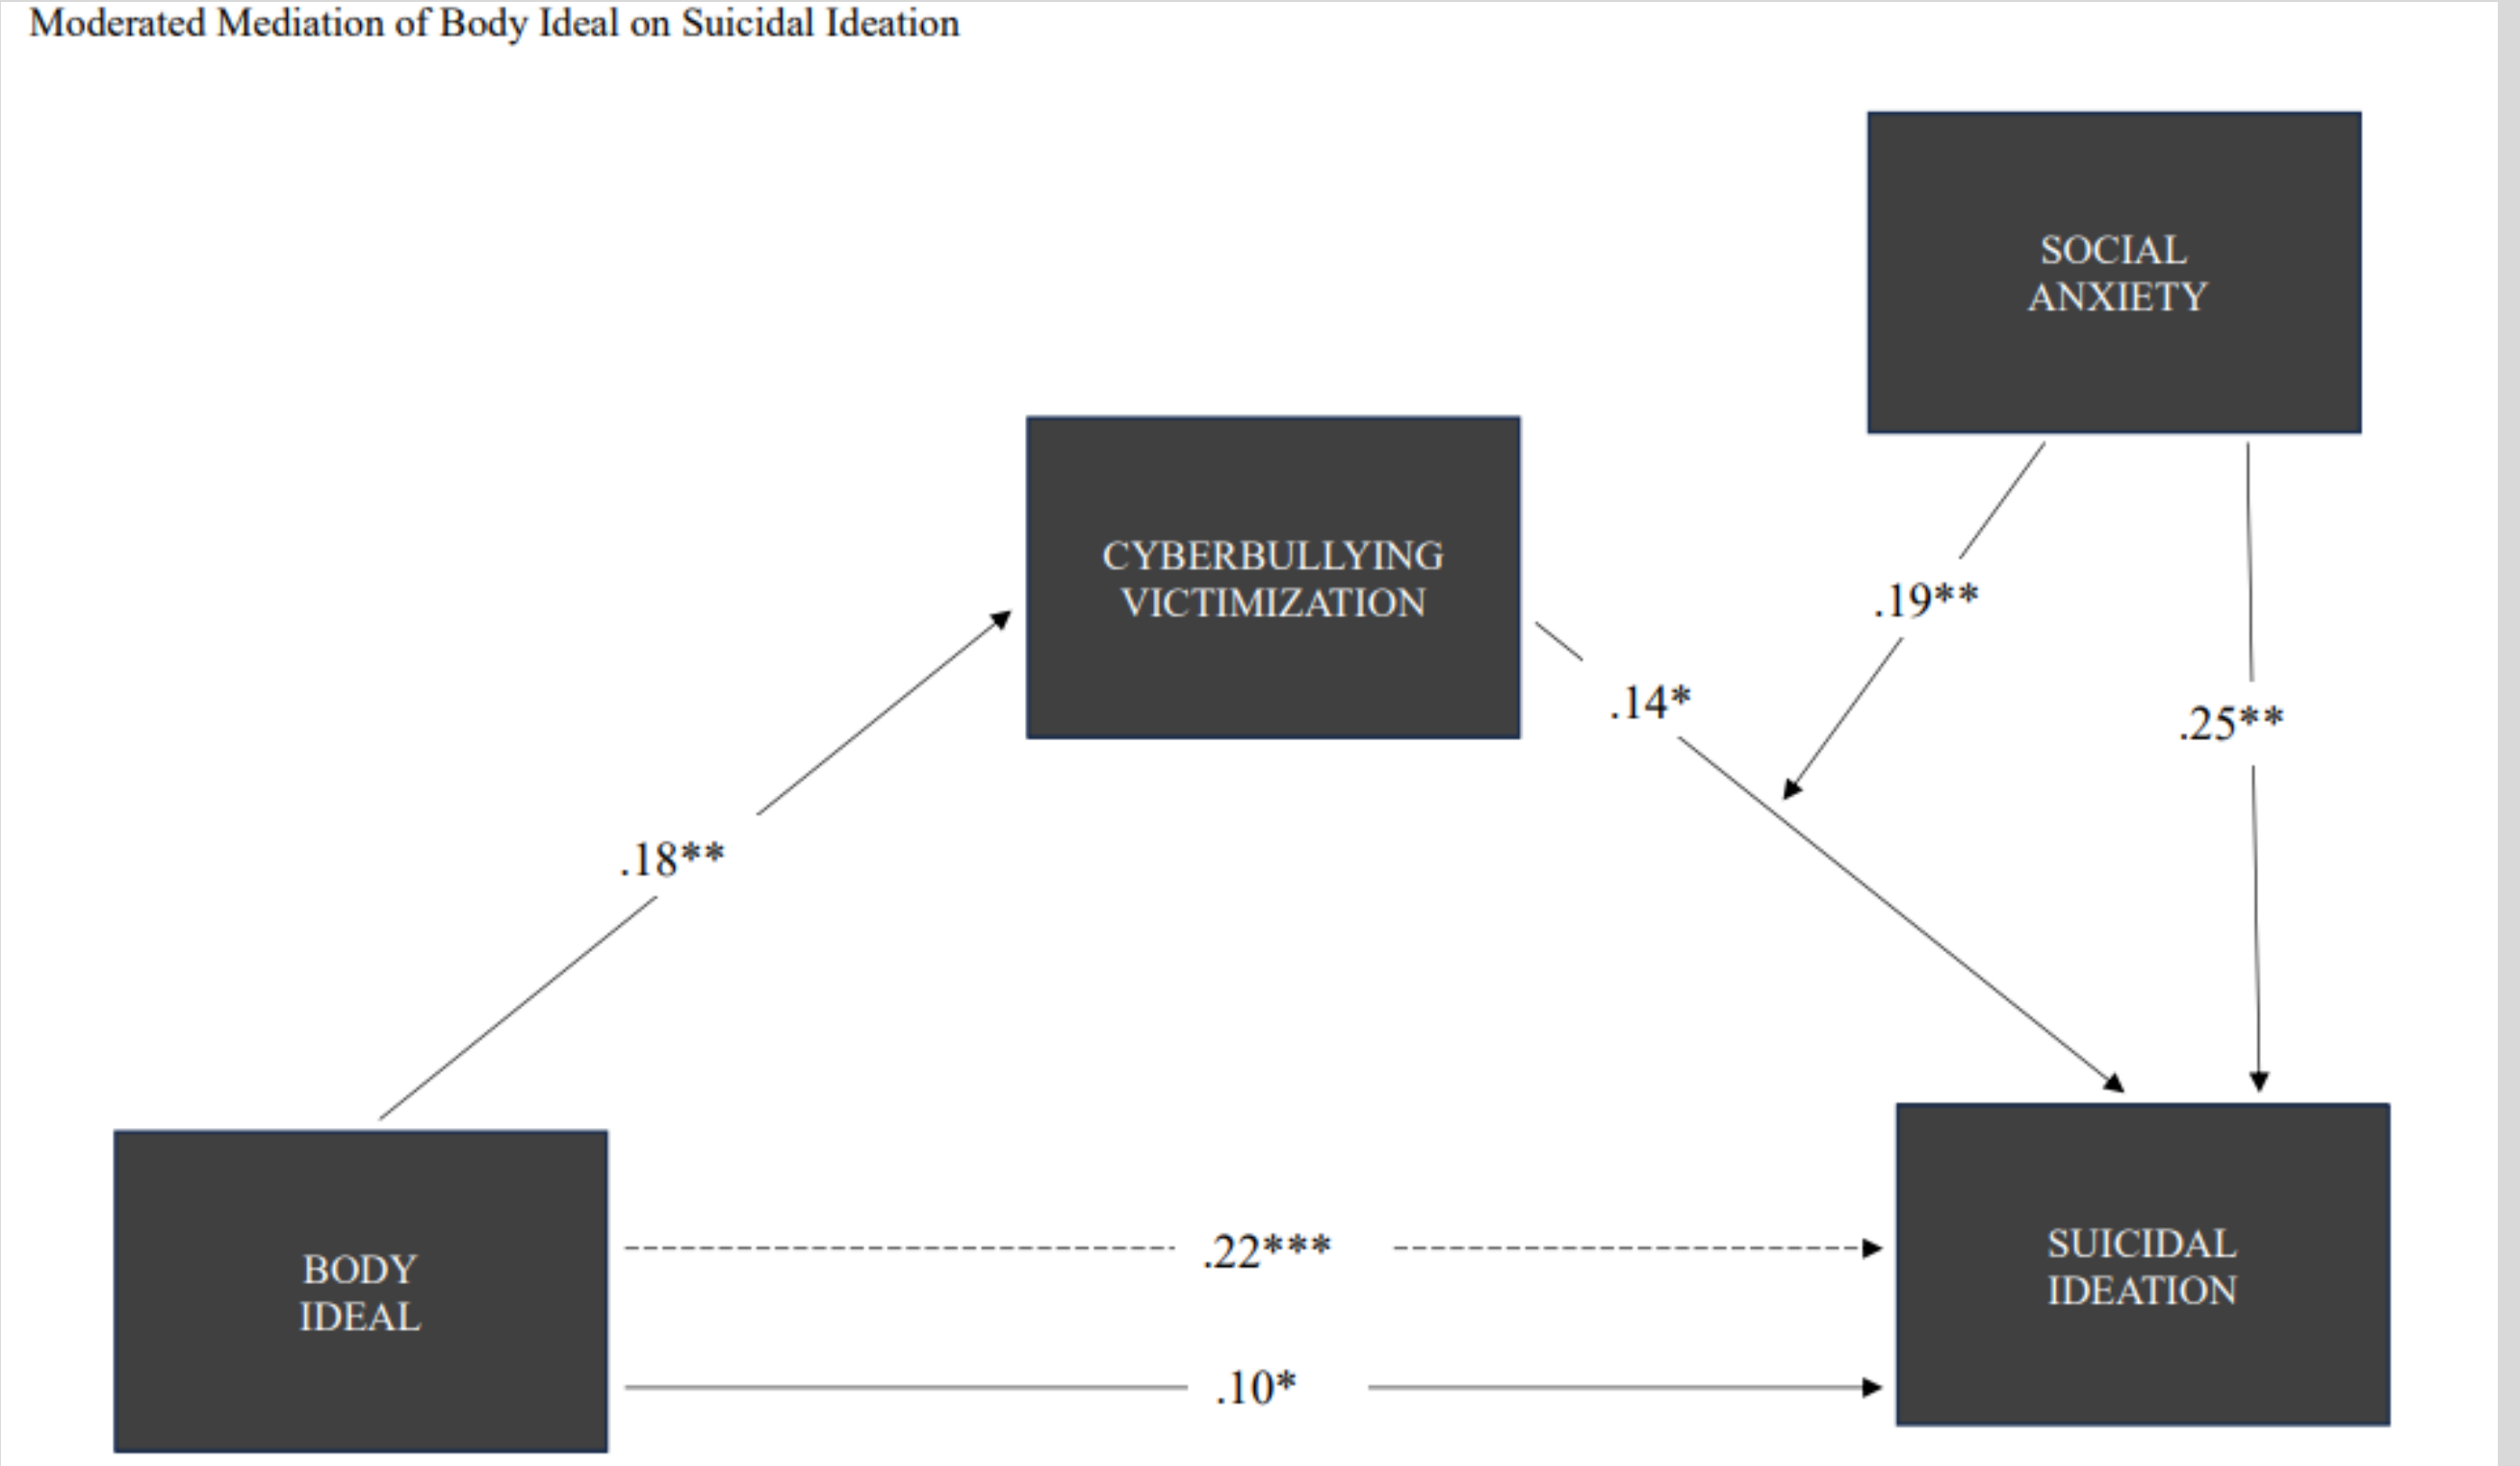 Moderated Mediation of Body Ideal on Suicidal Ideation
SOCIAL
ANXIETY
CYBERBULLYING
VICTIMIZATION
.19**
.14*
.25**
.18**
BODY
IDEAL
.22***
.10*
SUICIDAL
IDEATION